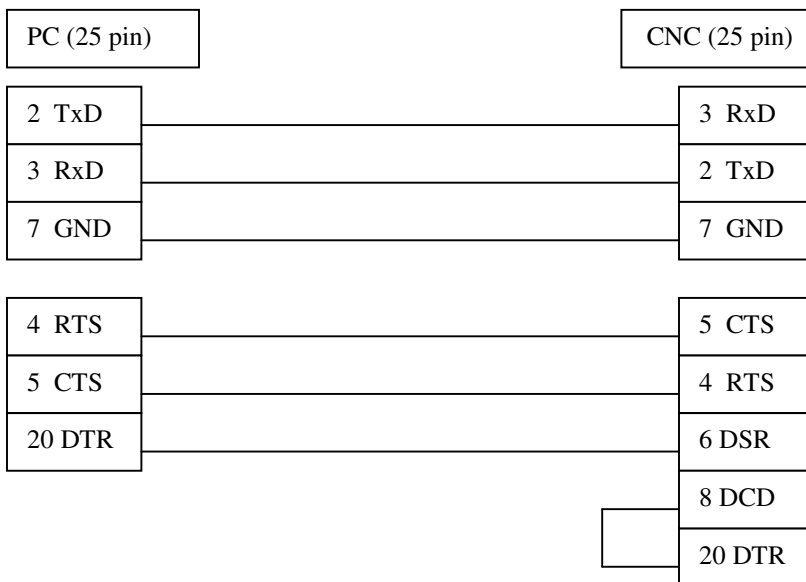 PC (25 pin) CNC (25 pin)
2 TxD 3 RxD
3 RxD 2 TxD
7 GND 7 GND
4 RTS 5 CTS
5 CTS 4 RTS
20 DTR 6 DSR
8 DCD
20 DTR